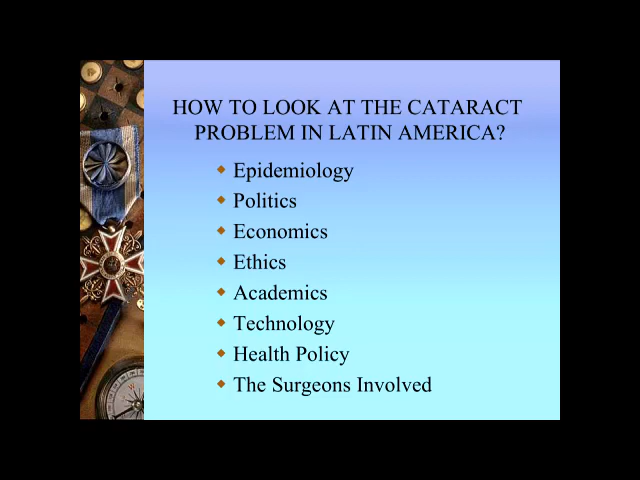 HOW TO LOOK AT THE CATARACT
PROBLEM IN LATIN AMERICA?
Epidemiology
Politics
Economics
Ethics
Academics
Technology
Health Policy
The Surgeons Involved